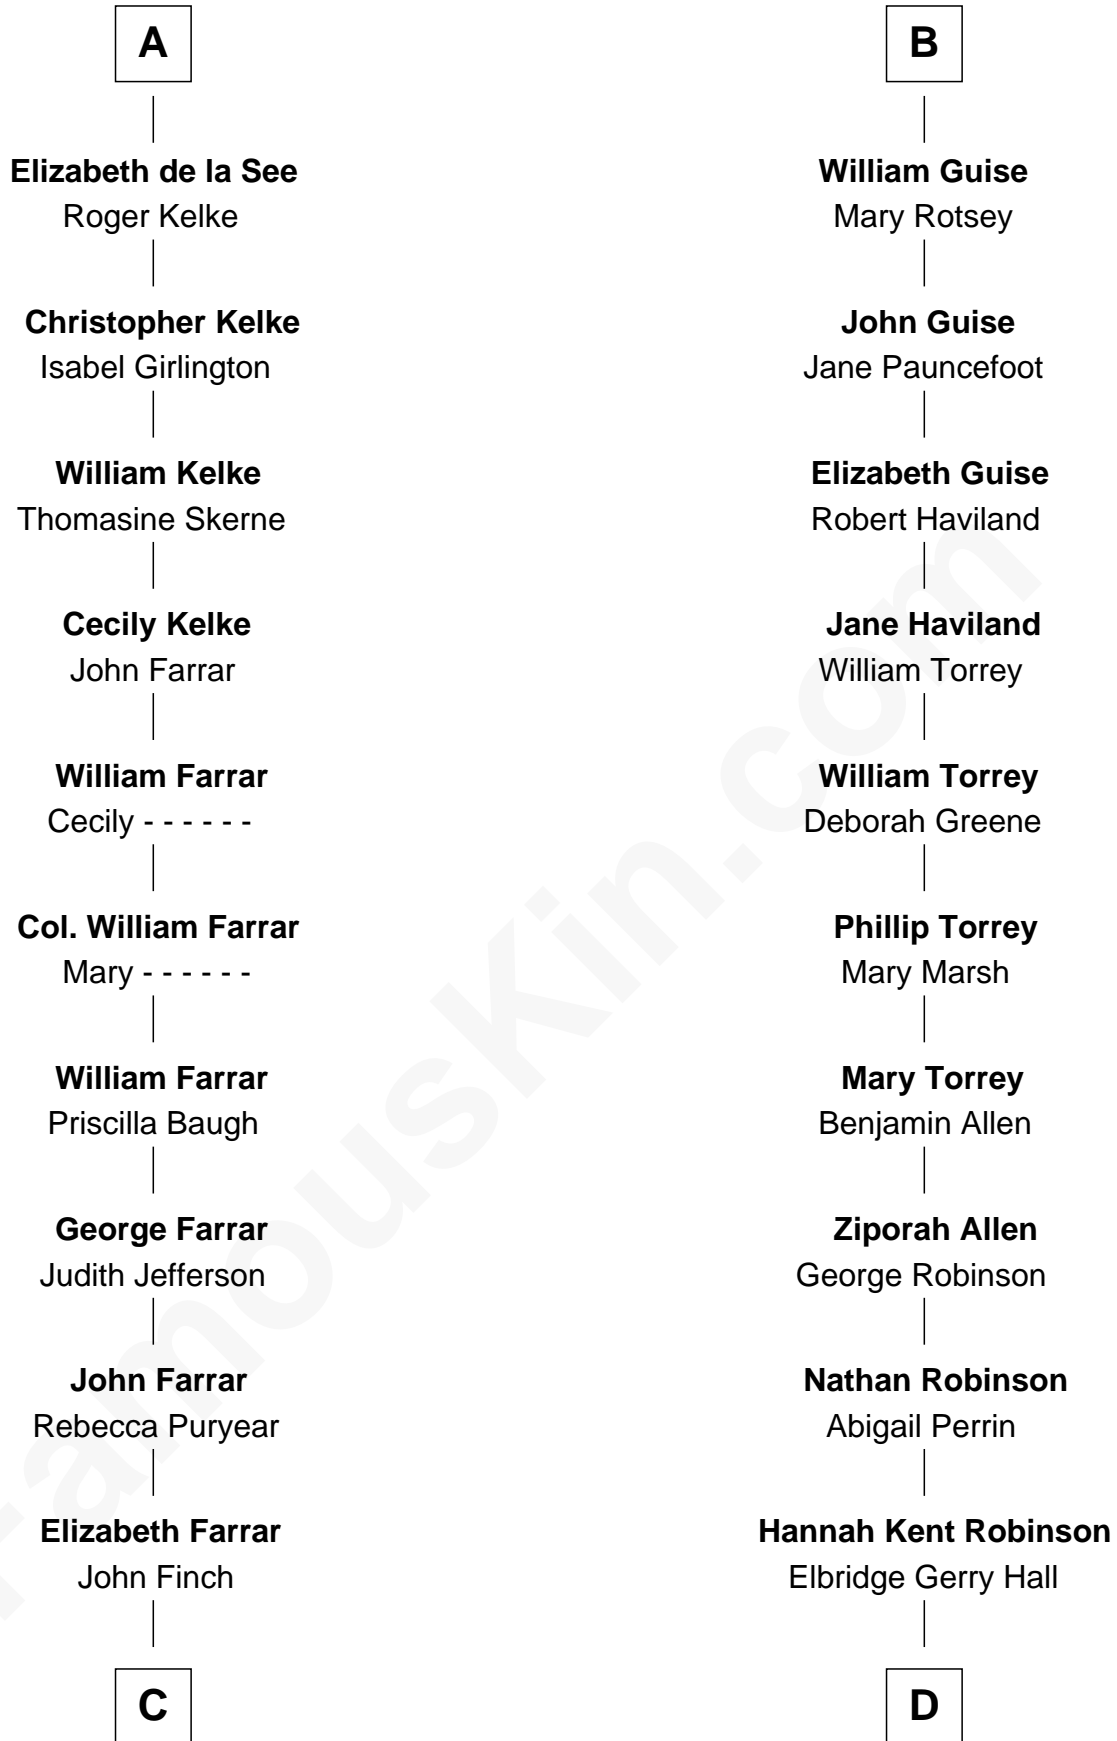 A
Elizabeth de la See
Roger Kelke
Christopher Kelke
Isabel Girlington
William Kelke
Thomasine Skerne
Cecily Kelke
John Farrar
William Farrar
Cecily - - - - - -
Col. William Farrar
Mary - - - - - -
William Farrar
Priscilla Baugh
George Farrar
Judith Jefferson
John Farrar
Rebecca Puryear
Elizabeth Farrar
John Finch
C
B
William Guise
Mary Rotsey
John Guise
Jane Pauncefoot
Elizabeth Guise
Robert Haviland
Jane Haviland
William Torrey
William Torrey
Deborah Greene
Phillip Torrey
Mary Marsh
Mary Torrey
Benjamin Allen
Ziporah Allen
George Robinson
Nathan Robinson
Abigail Perrin
Hannah Kent Robinson
Elbridge Gerry Hall
D
FamousKin.com